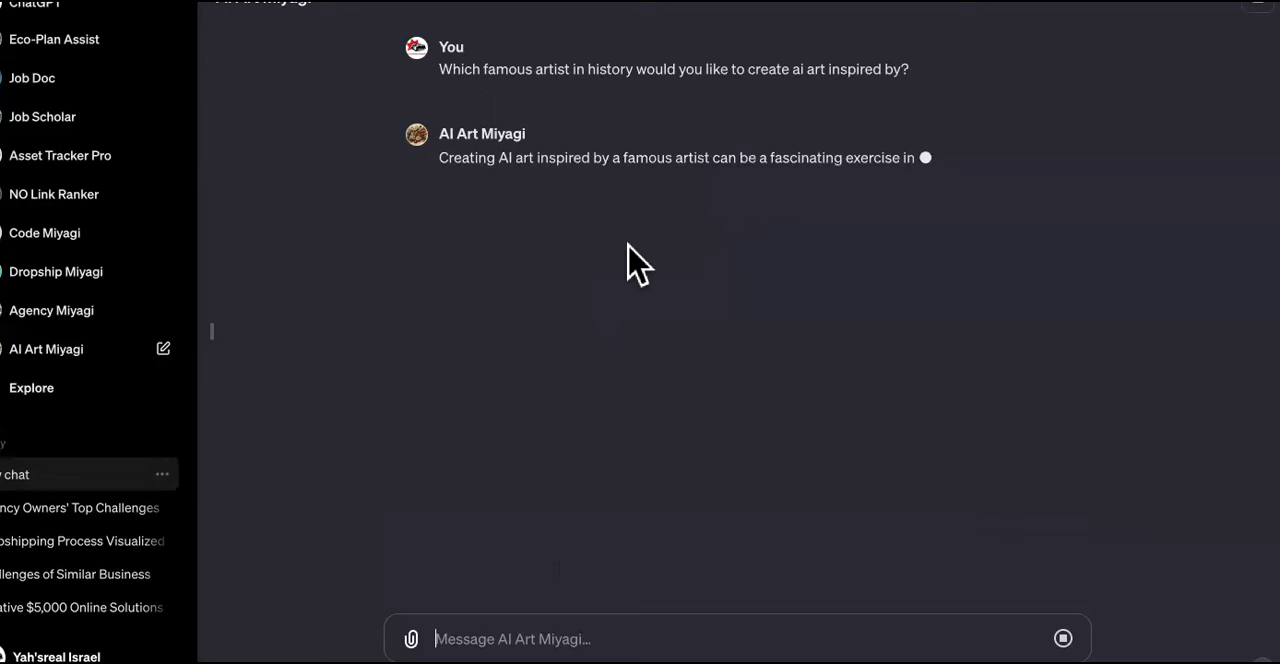 ChatGPT
Eco-Plan Assist
Job Doc
Job Scholar
Asset Tracker Pro
NO Link Ranker
Code Miyagi
Dropship Miyagi
Agency Miyagi
AI Art Miyagi
Explore
y
chat
ncy Owners' Top Challenges
pshipping Process Visualized
llenges of Similar Business
ative $5,000 Online Solutions
Yah'sreal Israel
AI Art Miyagi
You
Which famous artist in history would you like to create ai art inspired by?
AI Art Miyagi
Creating AI art inspired by a famous artist can be a fascinating exercise in
Message AI Art Miyagi...